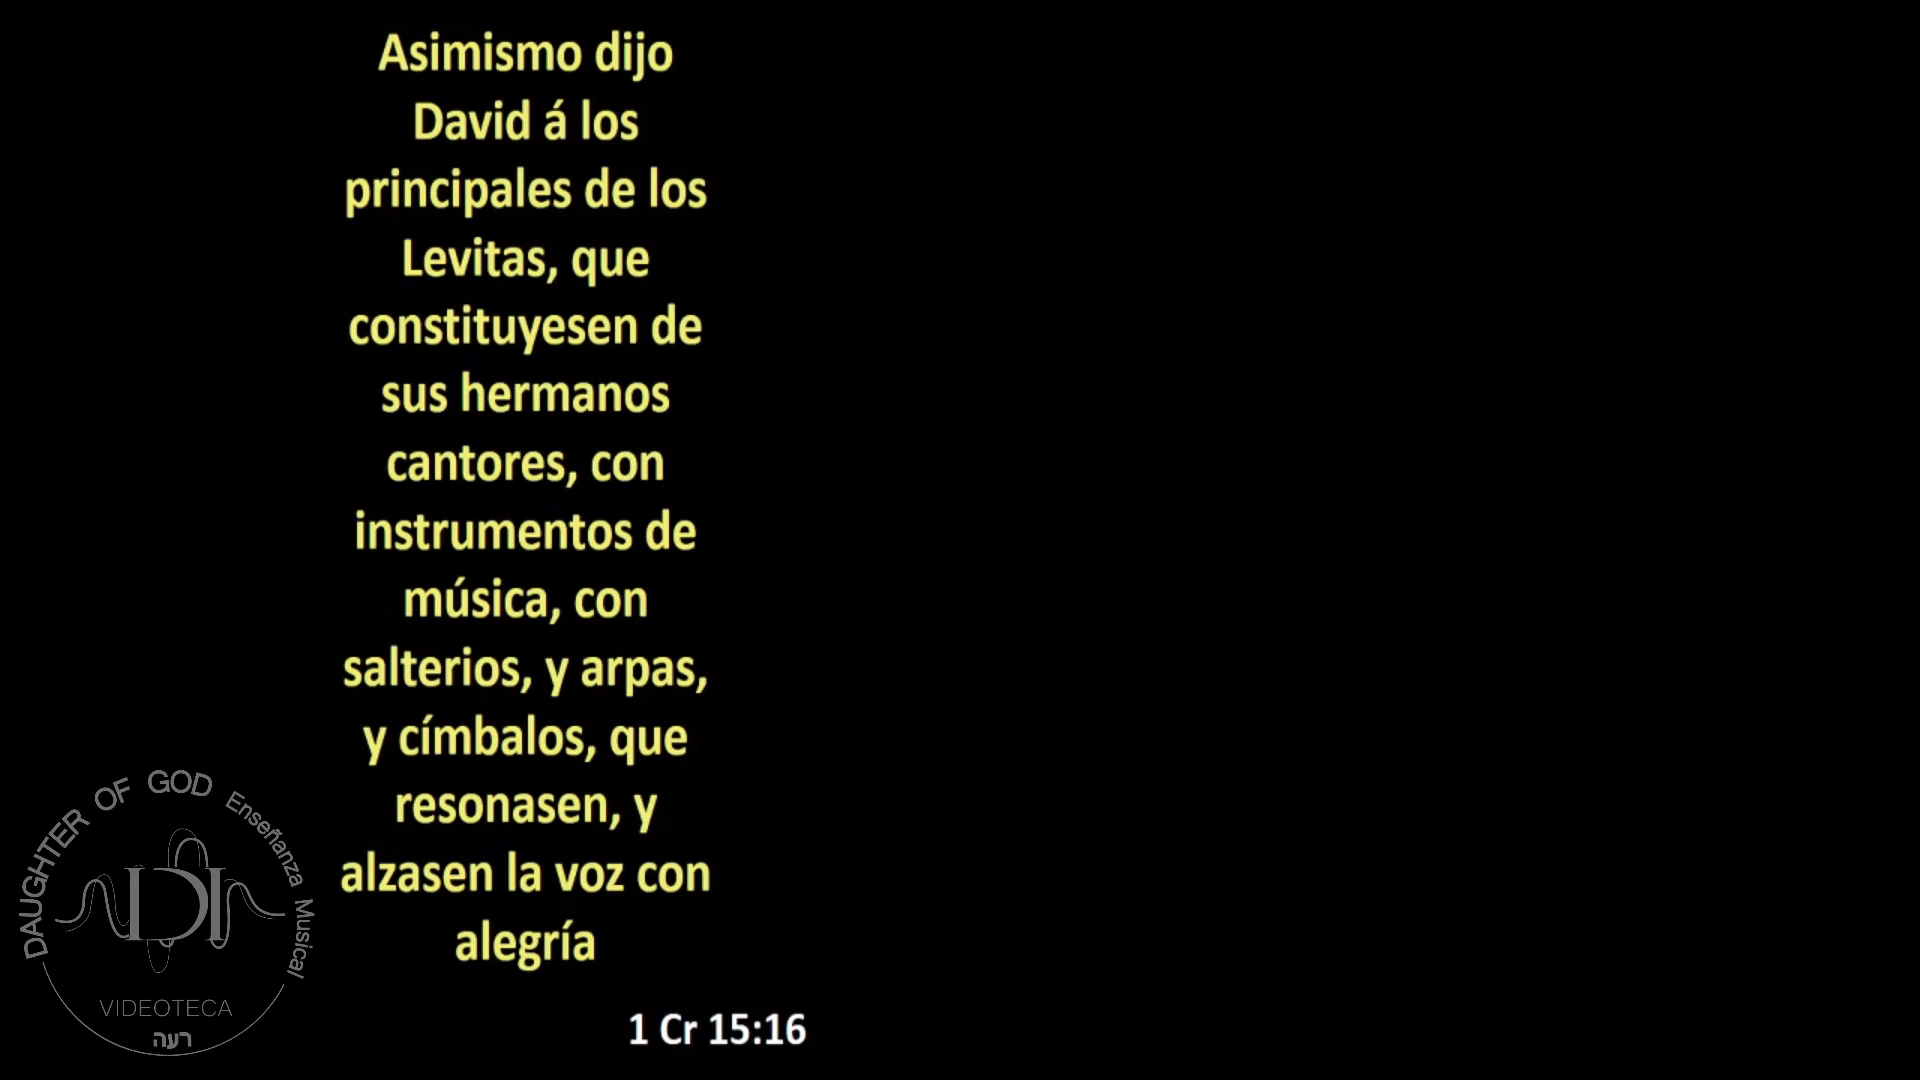 Asimismo dijo
David á los
principales de los
Levitas, que
constituyesen de
sus hermanos
cantores, con
instrumentos de
música, con
salterios, y arpas,
y címbalos, que
resonasen, y
alzasen la voz con
alegría
1 Cr 15:16
DAUGHTER OF GOD Enseñanza Musical
VIDEOTECA
רעה